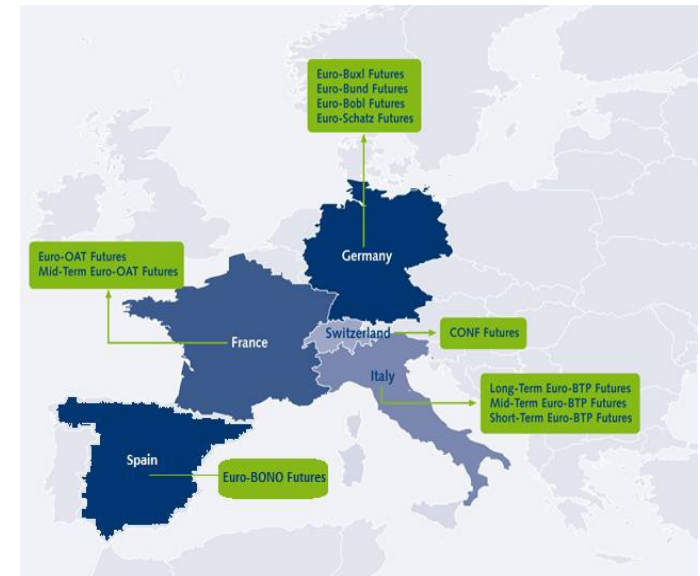 Euro-Buxl Futures
Euro-Bund Futures
Euro-Bobl Futures
Euro-Schatz Futures
Germany
Euro-OAT Futures
Mid-Term Euro-OAT Futures
France
Switzerland
CONF Futures
Italy
Long-Term Euro-BTP Futures
Mid-Term Euro-BTP Futures
Short-Term Euro-BTP Futures
Spain
Euro-BONO Futures